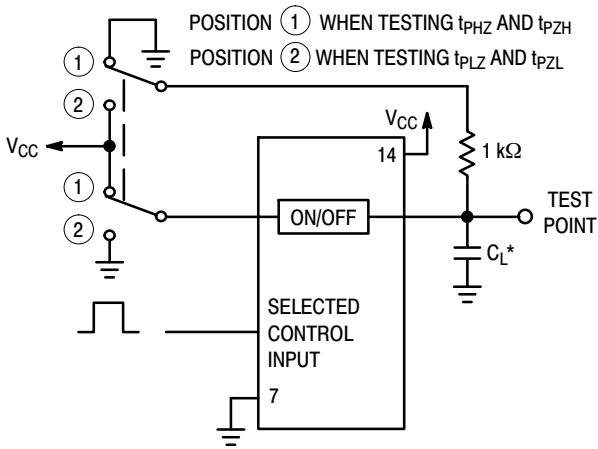 POSITION 1 WHEN TESTING tPHZ AND tPZH
POSITION 2 WHEN TESTING tPLZ AND tPZL
1
2
VCC
1
2
VCC
14
1 kΩ
ON/OFF
TEST
POINT
CL*
SELECTED
CONTROL
INPUT
7